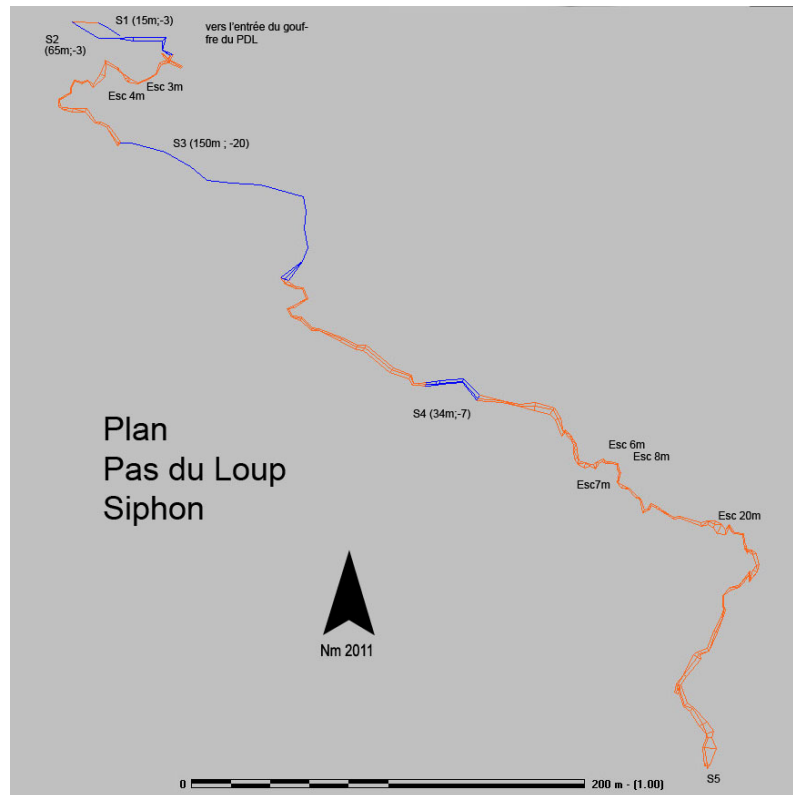 S1 (15m;-3)
vers l'entrée du gouf-
fre du PDL
S2
(65m;-3)
Esc 3m
Esc 4m
S3 (150m ; -20)
S4 (34m;-7)
Plan
Pas du Loup
Siphon
Esc 6m
Esc 8m
Esc7m
Esc 20m
Nm 2011
0
200 m - (1.00)
S5